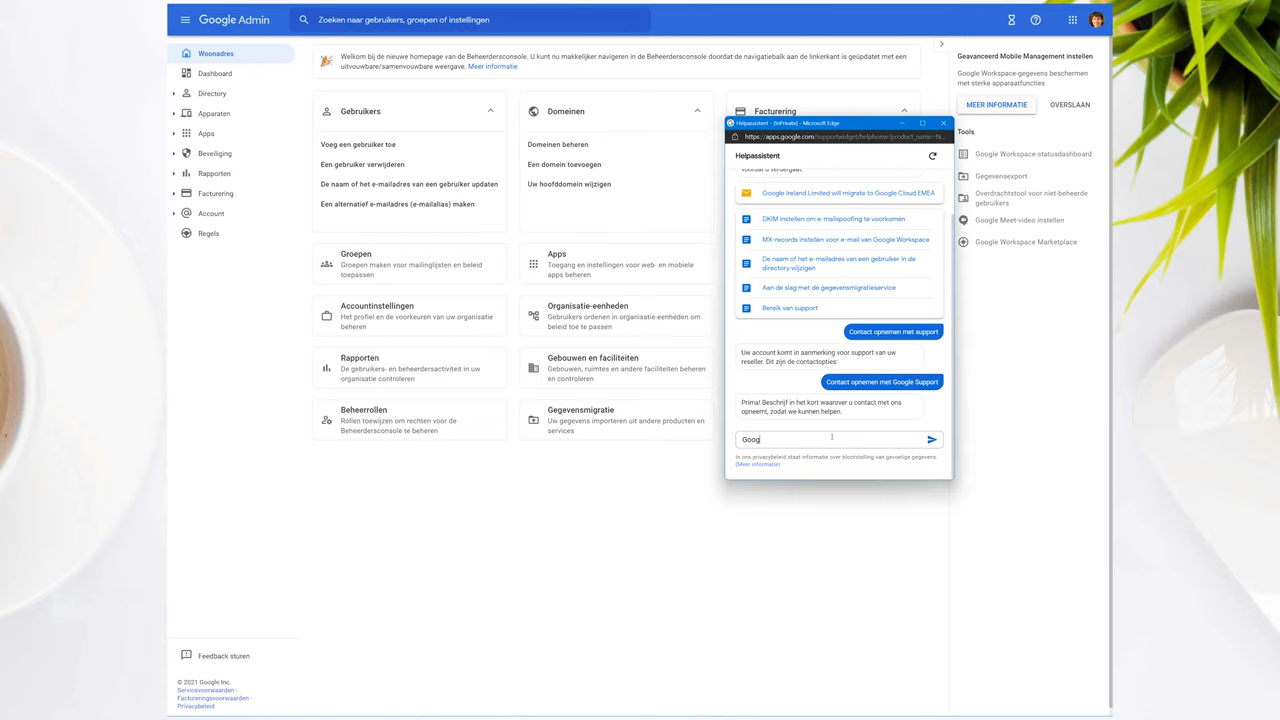 Google Admin
Zoeken naar gebruikers, groepen of instellingen
Woonadres
Dashboard
Directory
Apparaten
Apps
Beveiliging
Rapporten
Facturering
Account
Regels
Feedback sturen
© 2021 Google Inc.
Servicevoorwaarden -
Factureringsvoorwaarden -
Privacybeleid
Welkom bij de nieuwe homepage van de Beheerdersconsole. U kunt nu makkelijker navigeren in de Beheerdersconsole doordat de navigatiebalk aan de linkerkant is geüpdatet met een
uitvouwbare/samenvouwbare weergave. Meer informatie
Gebruikers
Voeg een gebruiker toe
Een gebruiker verwijderen
De naam of het e-mailadres van een gebruiker updaten
Een alternatief e-mailadres (e-mailalias) maken
Domeinen
Domeinen beheren
Een domein toevoegen
Uw hoofddomein wijzigen
Facturering
Groepen
Groepen maken voor mailinglijsten en beleid
toepassen
Apps
Toegang en instellingen voor web- en mobiele
apps beheren
Accountinstellingen
Het profiel en de voorkeuren van uw organisatie
beheren
Organisatie-eenheden
Gebruikers ordenen in organisatie-eenheden om
beleid toe te passen
Rapporten
De gebruikers- en beheerdersactiviteit in uw
organisatie controleren
Gebouwen en faciliteiten
Gebouwen, ruimtes en andere faciliteiten beheren
en controleren
Beheerrollen
Rollen toewijzen om rechten voor de
Beheerdersconsole te beheren
Gegevensmigratie
Uw gegevens importeren uit andere producten en
services
Helpassistent - [InPrivate] - Microsoft Edge
https://apps.google.com/supportwidget/helphome?product_name=N...
Helpassistent
Google Ireland Limited will migrate to Google Cloud EMEA
DKIM instellen om e-mailspoofing te voorkomen
MX-records instellen voor e-mail van Google Workspace
De naam of het e-mailadres van een gebruiker in de
directory wijzigen
Aan de slag met de gegevensmigratieservice
Bereik van support
Contact opnemen met support
Uw account komt in aanmerking voor support van uw
reseller. Dit zijn de contactopties:
Contact opnemen met Google Support
Prima! Beschrijf in het kort waarover u contact met ons
opneemt, zodat we kunnen helpen.
Goog
In ons privacybeleid staat informatie over blootstelling van gevoelige gegevens.
(Meer informatie)
Geavanceerd Mobile Management instellen
Google Workspace-gegevens beschermen
met sterke apparaatfuncties
MEER INFORMATIE
OVERSLAAN
Tools
Google Workspace-statusdashboard
Gegevensexport
Overdrachtstool voor niet-beheerde
gebruikers
Google Meet-video instellen
Google Workspace Marketplace